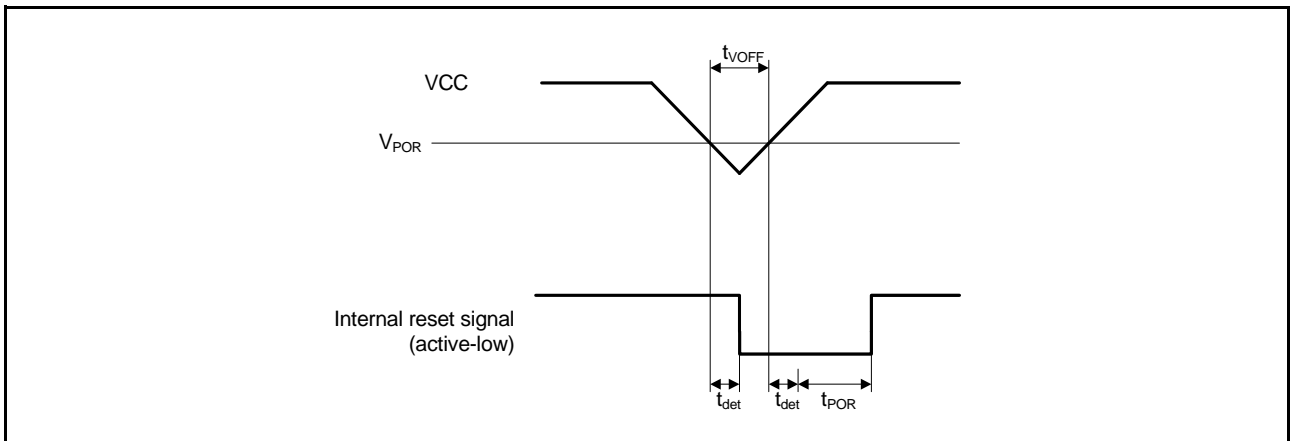 tVOFF
VCC
VPOR
Internal reset signal
(active-low)
tdet tdet tPOR